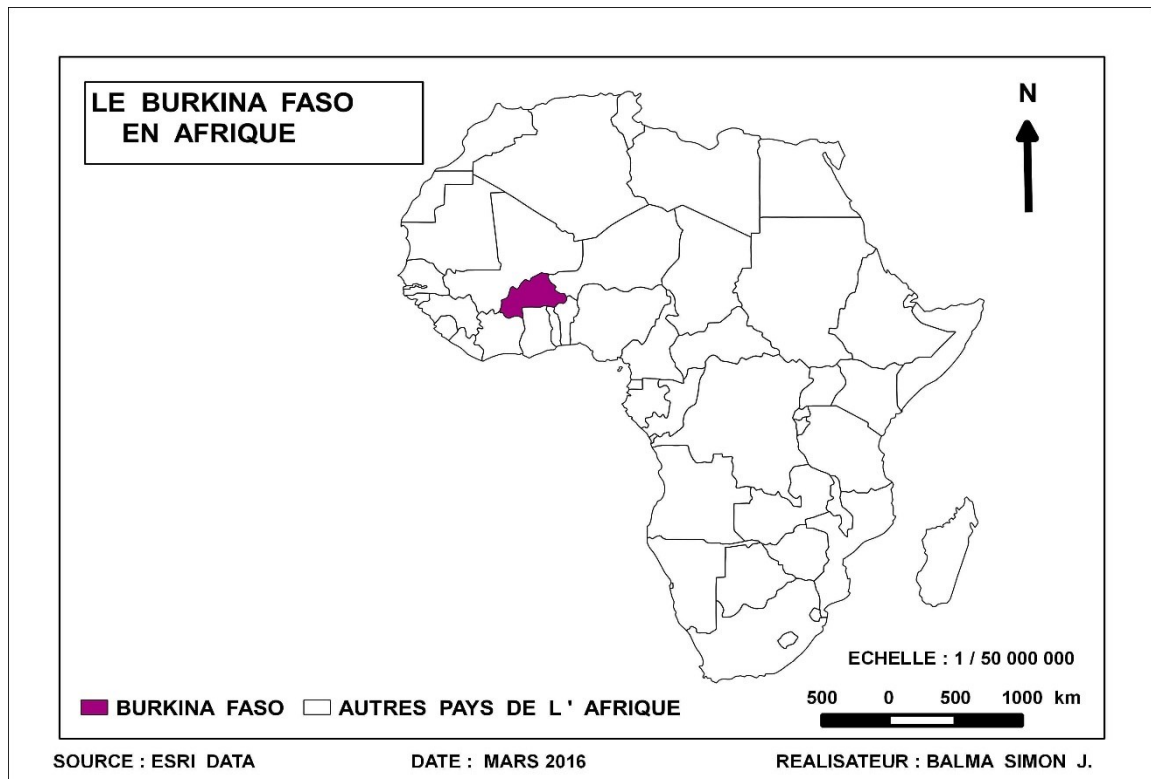 LE BURKINA FASO
EN AFRIQUE
N
ECHELLE : 1 / 50 000 000
500 0 500 1000 km
BURKINA FASO
AUTRES PAYS DE L ' AFRIQUE
SOURCE : ESRI DATA
DATE : MARS 2016
REALISATEUR : BALMA SIMON J.